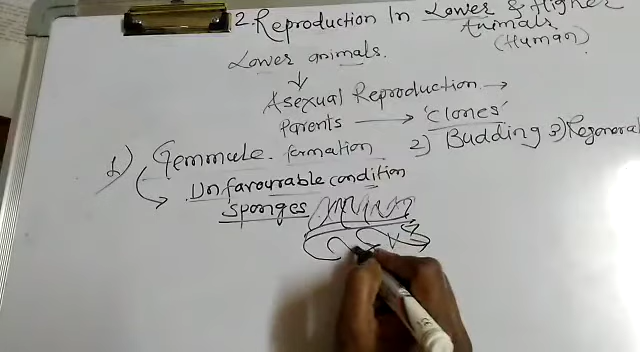 2. Reproduction In Lower & Higher
Animals
(Human)
Lower animals.
Asexual Reproduction
Parents → 'Clones'
1) Gemmule formation 2) Budding 3) Regenerat
Unfavourable condition
sponges